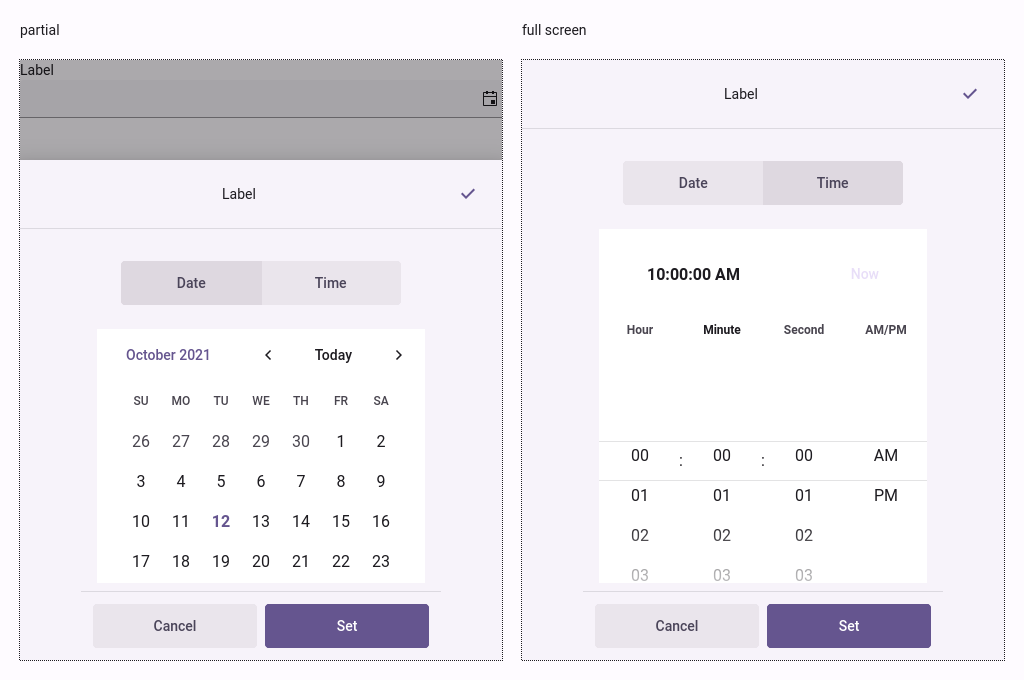 partial
Label
Label
Date Time
October 2021 Today
SU MO TU WE TH FR SA
26 27 28 29 30 1 2
3 4 5 6 7 8 9
10 11 12 13 14 15 16
17 18 19 20 21 22 23
Cancel Set
full screen
Label
Date Time
10:00:00 AM Now
Hour Minute Second AM/PM
00 : 00 : 00 AM
01 01 01 PM
02 02 02
03 03 03
Cancel Set